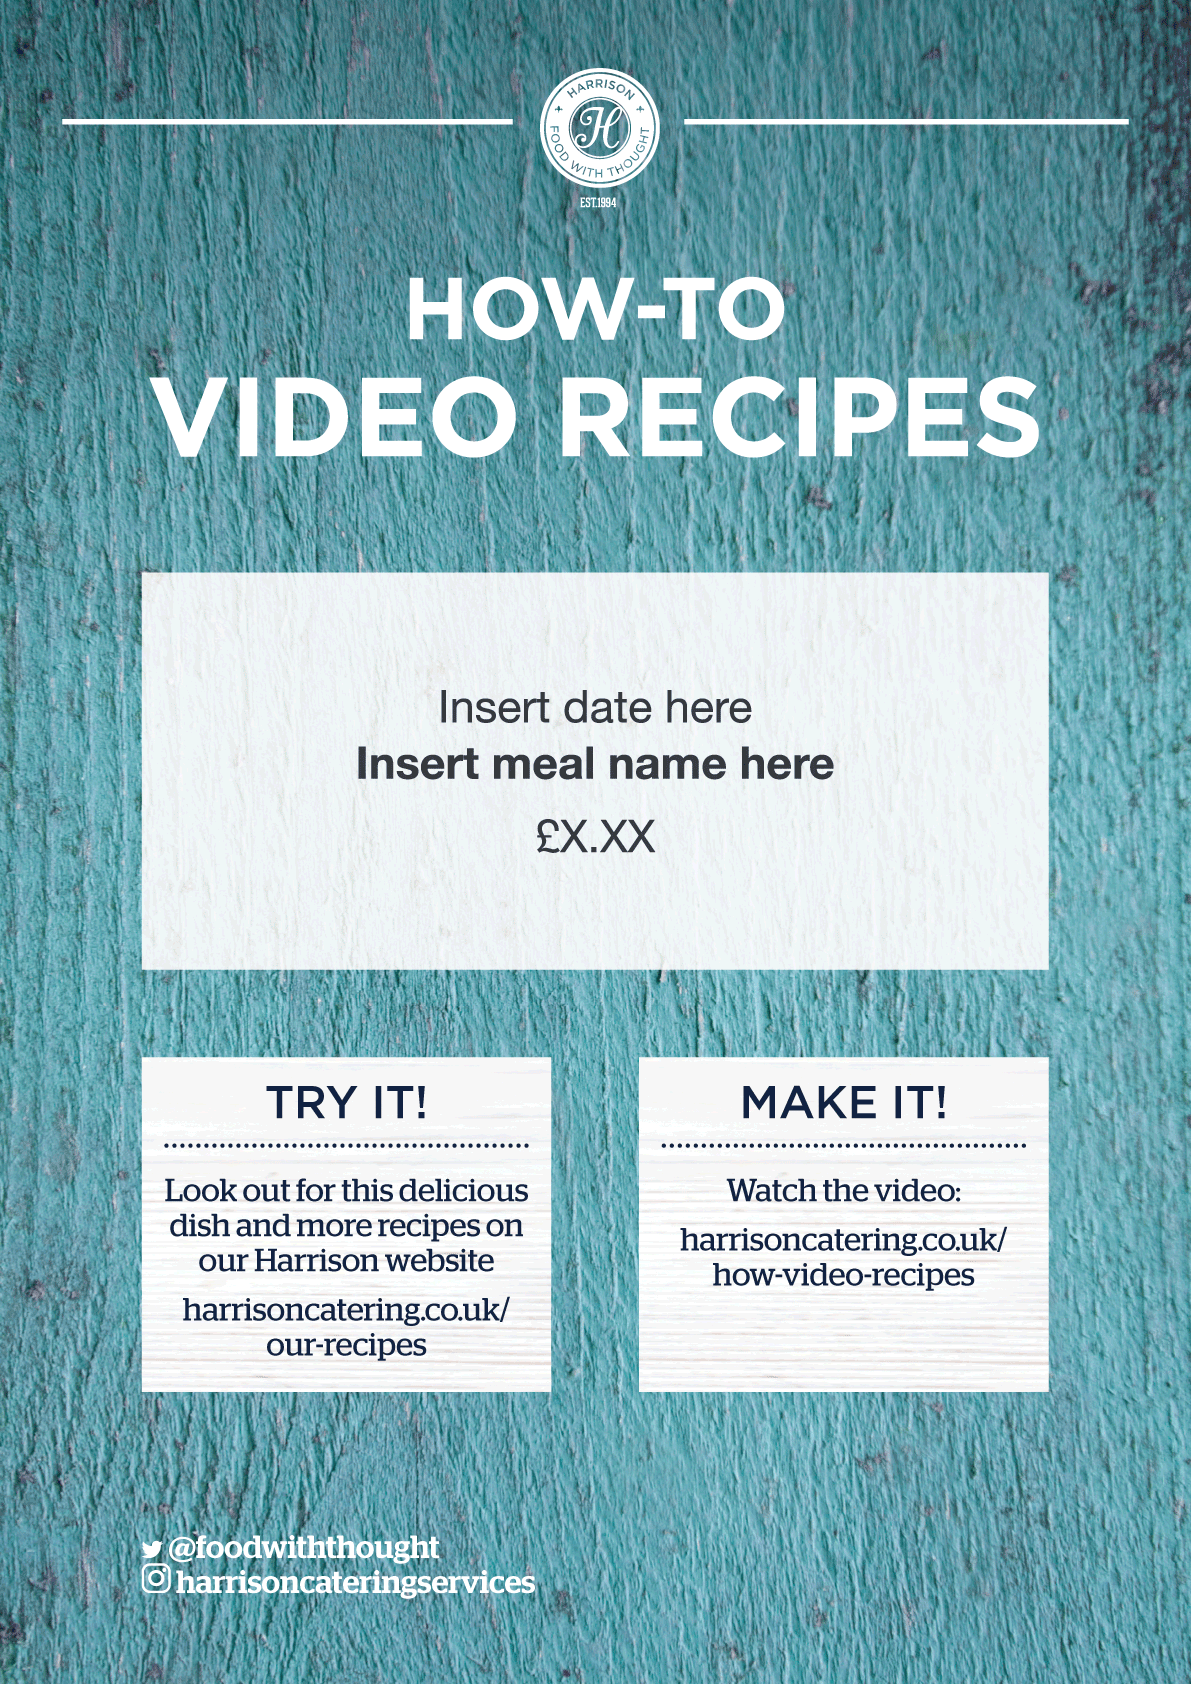 HARRISON
H
FOOD WITH THOUGHT
EST.1994
HOW-TO
VIDEO RECIPES
Insert date here
Insert meal name here
£X.XX
TRY IT!
Look out for this delicious
dish and more recipes on
our Harrison website
harrisoncatering.co.uk/
our-recipes
MAKE IT!
Watch the video:
harrisoncatering.co.uk/
how-video-recipes
@foodwiththought
harrisoncateringservices